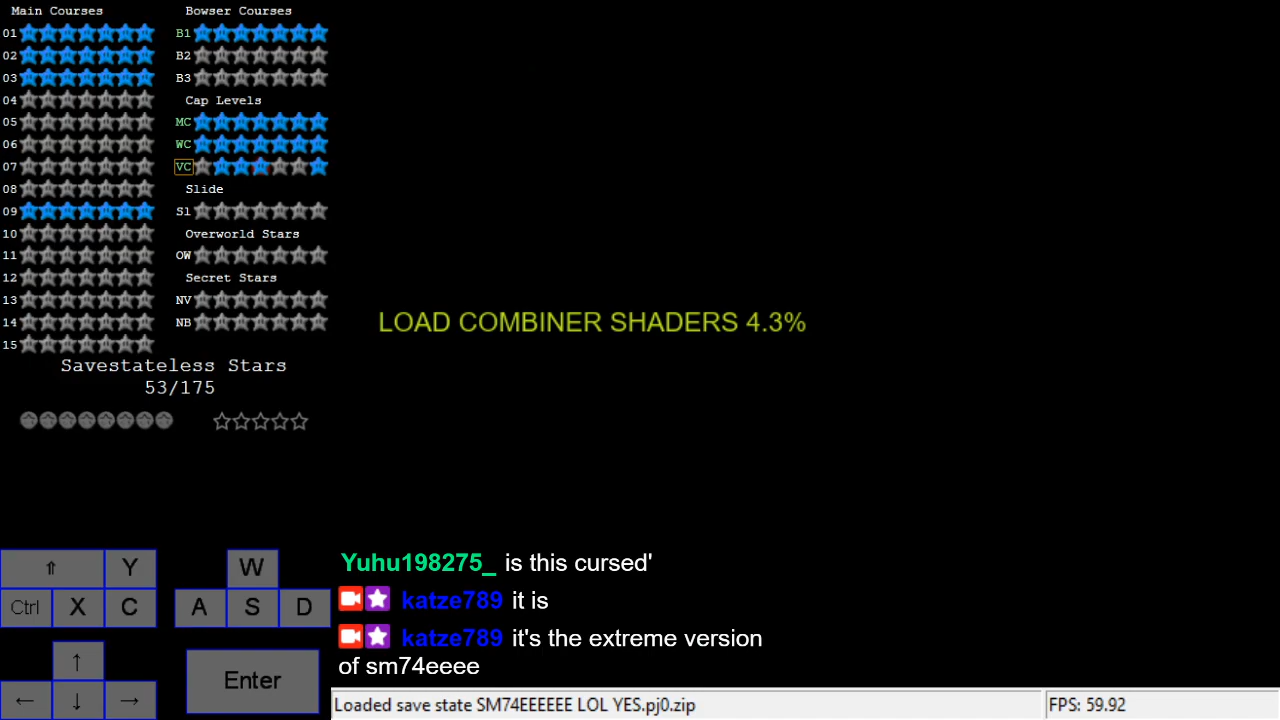 Main Courses
01
02
03
04
05
06
07
08
09
10
11
12
13
14
15
Bowser Courses
B1
B2
B3
Cap Levels
MC
WC
VC
Slide
S1
Overworld Stars
OW
Secret Stars
NV
NB
Savestateless Stars
53/175
LOAD COMBINER SHADERS 4.3%
⇑ Y W
Ctrl X C A S D
↑
← ↓ → Enter
Yuhu198275_ is this cursed'
katze789 it is
katze789 it's the extreme version
of sm74eeee
Loaded save state SM74EEEEEE LOL YES.pj0.zip FPS: 59.92